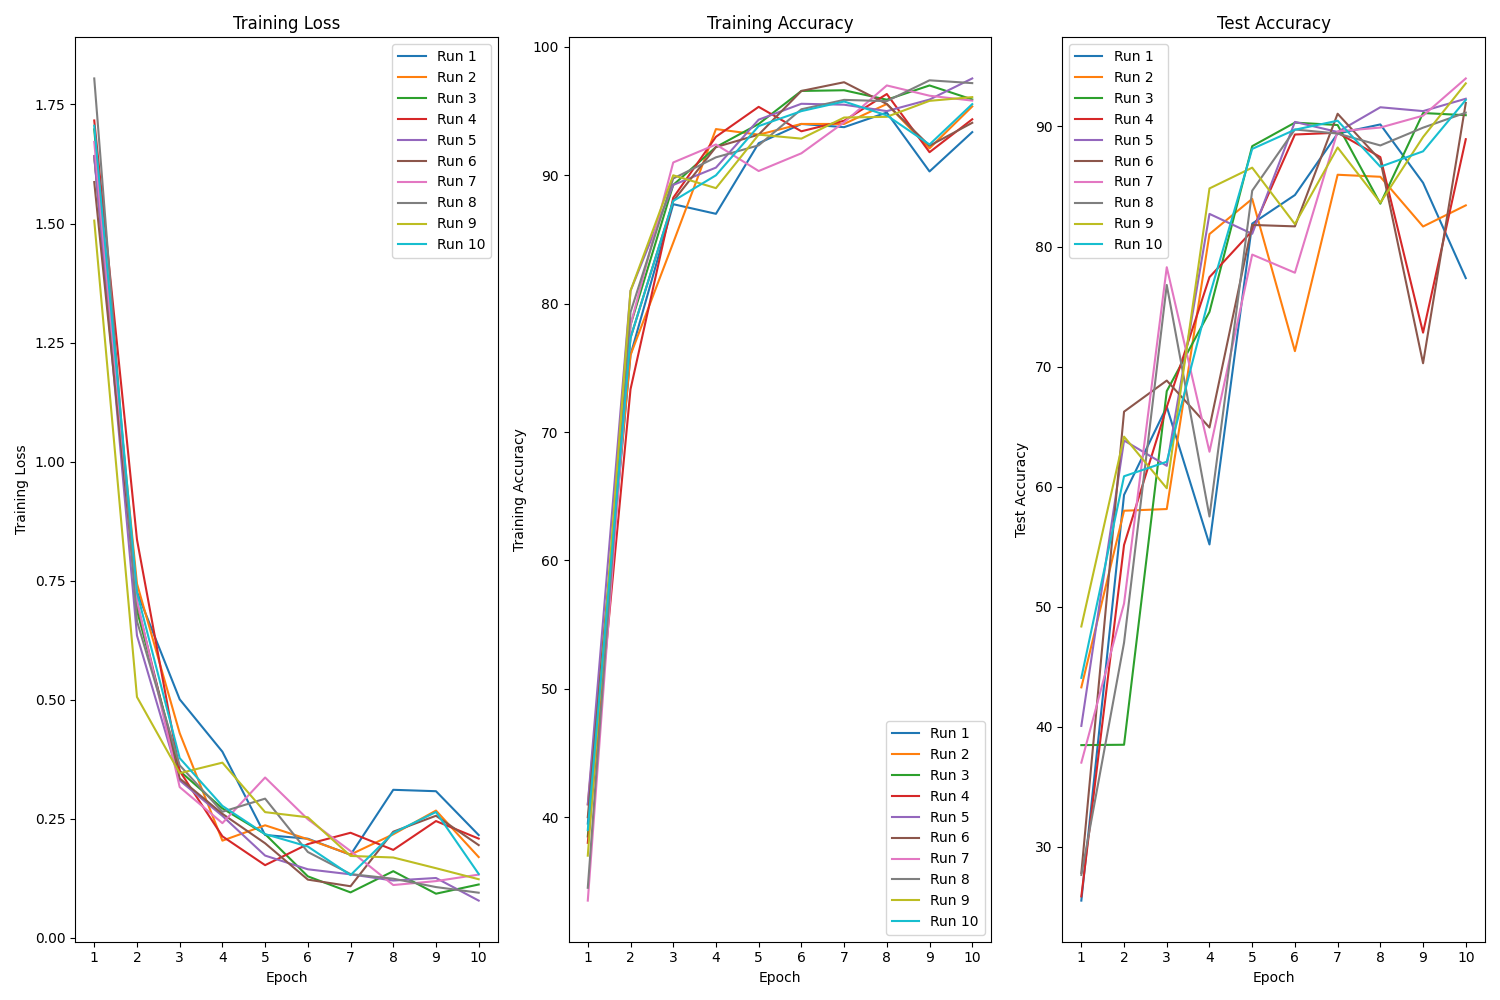 Training Loss
Training Loss
1.75
1.50
1.25
1.00
0.75
0.50
0.25
0.00
Run 1
Run 2
Run 3
Run 4
Run 5
Run 6
Run 7
Run 8
Run 9
Run 10
1 2 3 4 5 6 7 8 9 10
Epoch
Training Accuracy
Training Accuracy
100
90
80
70
60
50
40
Run 1
Run 2
Run 3
Run 4
Run 5
Run 6
Run 7
Run 8
Run 9
Run 10
1 2 3 4 5 6 7 8 9 10
Epoch
Test Accuracy
Test Accuracy
90
80
70
60
50
40
30
Run 1
Run 2
Run 3
Run 4
Run 5
Run 6
Run 7
Run 8
Run 9
Run 10
1 2 3 4 5 6 7 8 9 10
Epoch